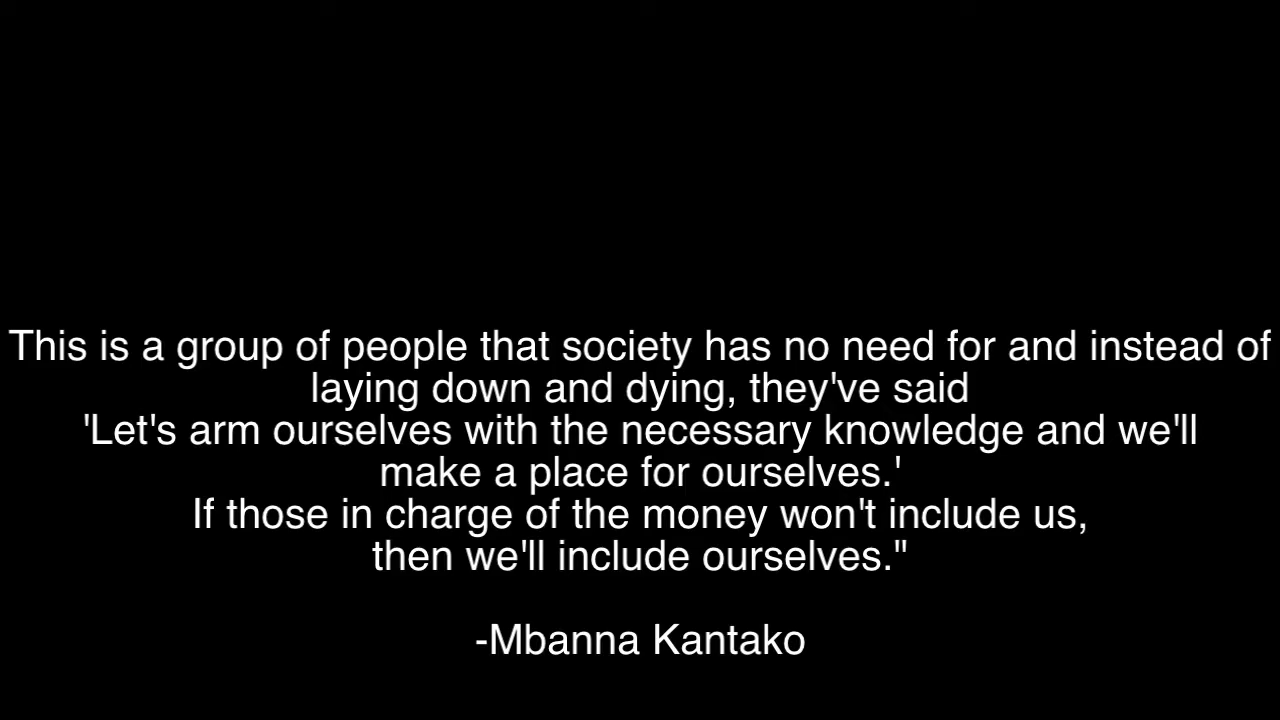 This is a group of people that society has no need for and instead of
laying down and dying, they've said
'Let's arm ourselves with the necessary knowledge and we'll
make a place for ourselves.'
If those in charge of the money won't include us,
then we'll include ourselves."
-Mbanna Kantako